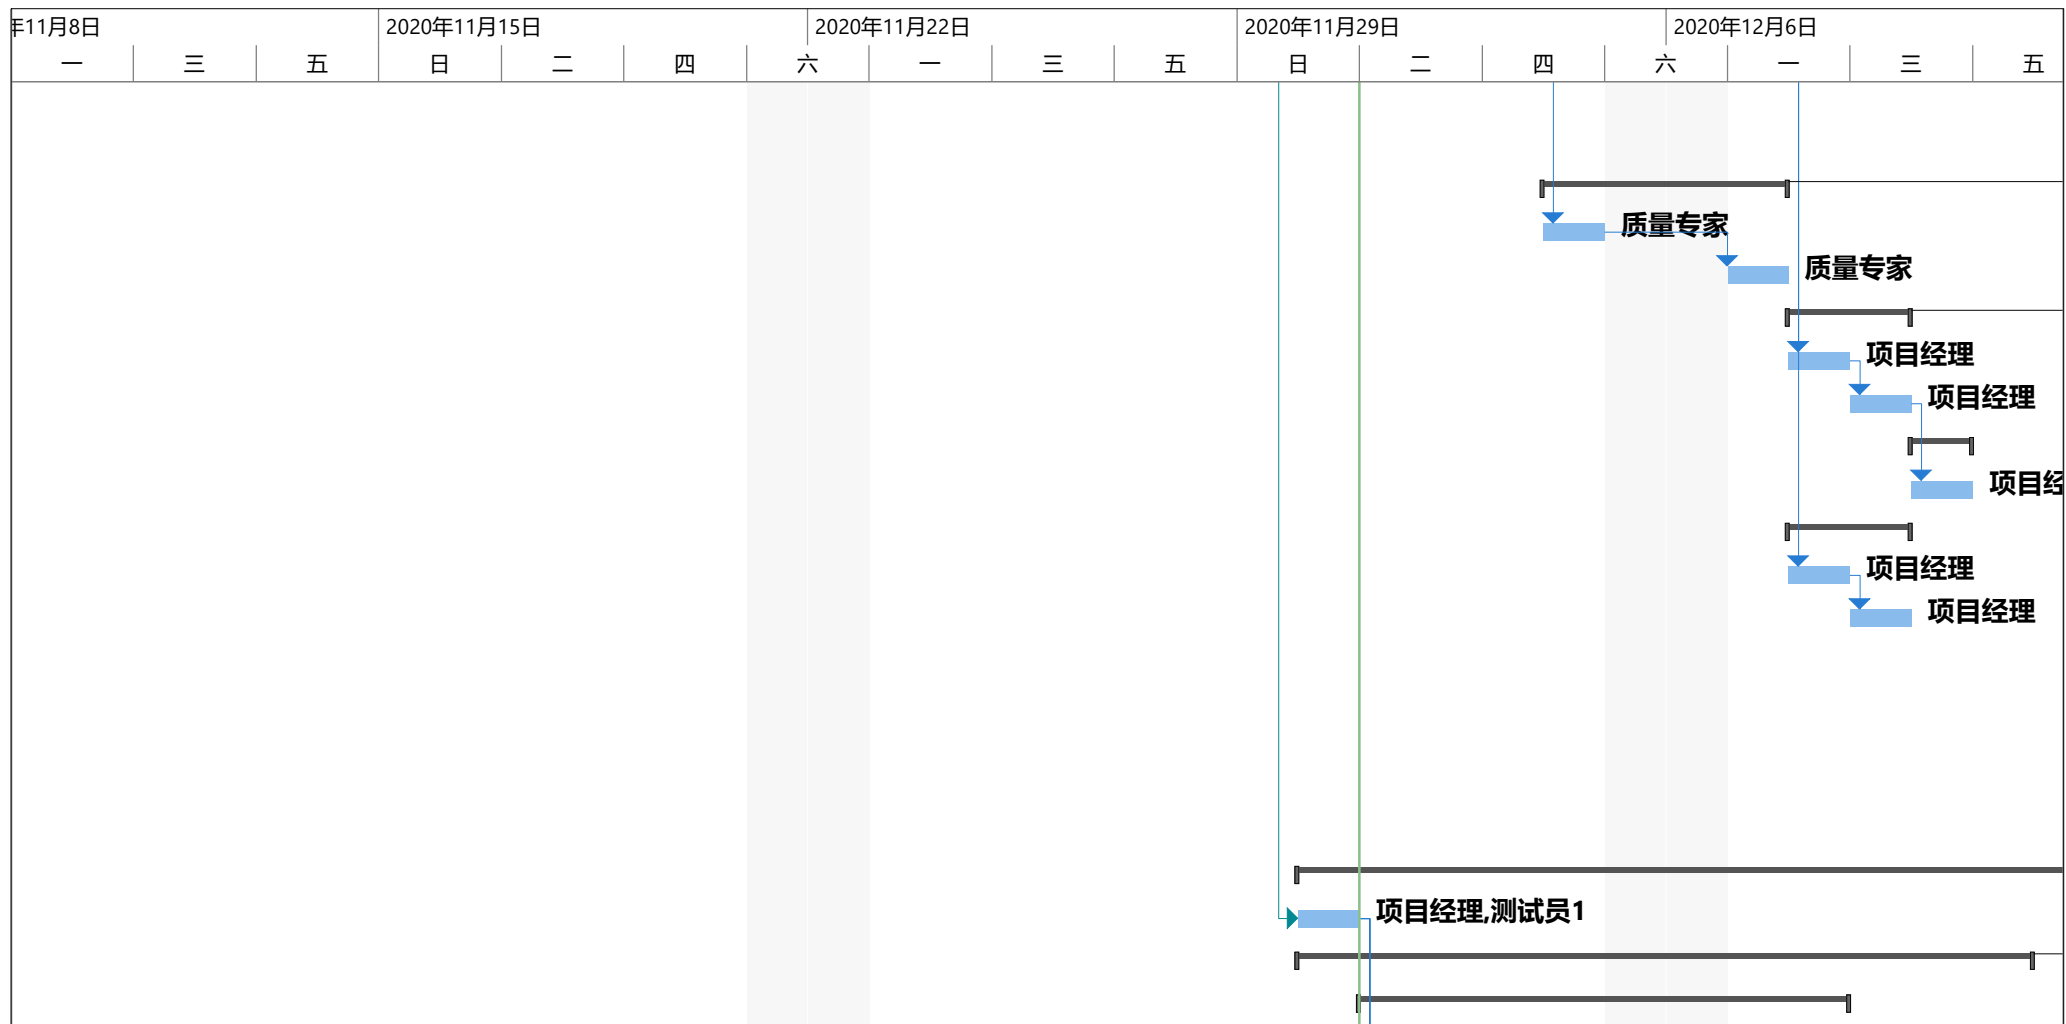 年11月8日 2020年11月15日 2020年11月22日 2020年11月29日 2020年12月6日
一 三 五 日 二 四 六 一 三 五 日 二 四 六 一 三 五
质量专家
质量专家
项目经理
项目经理
项目经
项目经理
项目经理
项目经理,测试员1